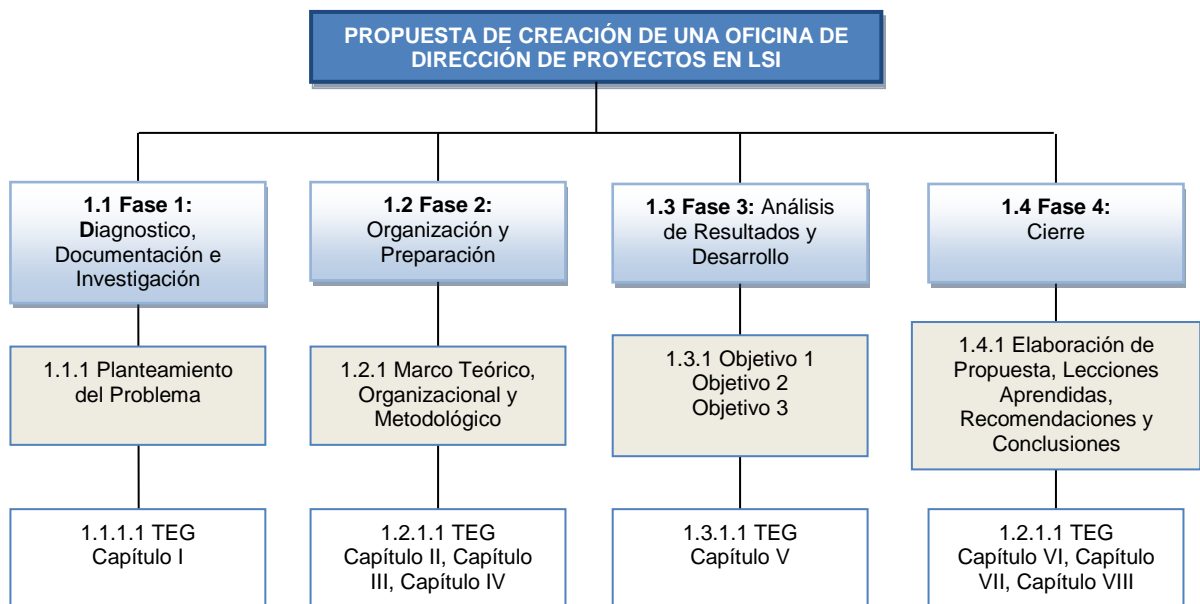 PROPUESTA DE CREACIÓN DE UNA OFICINA DE
DIRECCIÓN DE PROYECTOS EN LSI
1.1 Fase 1:
Diagnostico,
Documentación e
Investigación
1.2 Fase 2:
Organización y
Preparación
1.3 Fase 3: Análisis
de Resultados y
Desarrollo
1.4 Fase 4:
Cierre
1.1.1 Planteamiento
del Problema
1.2.1 Marco Teórico,
Organizacional y
Metodológico
1.3.1 Objetivo 1
Objetivo 2
Objetivo 3
1.4.1 Elaboración de
Propuesta, Lecciones
Aprendidas,
Recomendaciones y
Conclusiones
1.1.1.1 TEG
Capítulo I
1.2.1.1 TEG
Capítulo II, Capítulo
III, Capítulo IV
1.3.1.1 TEG
Capítulo V
1.2.1.1 TEG
Capítulo VI, Capítulo
VII, Capítulo VIII